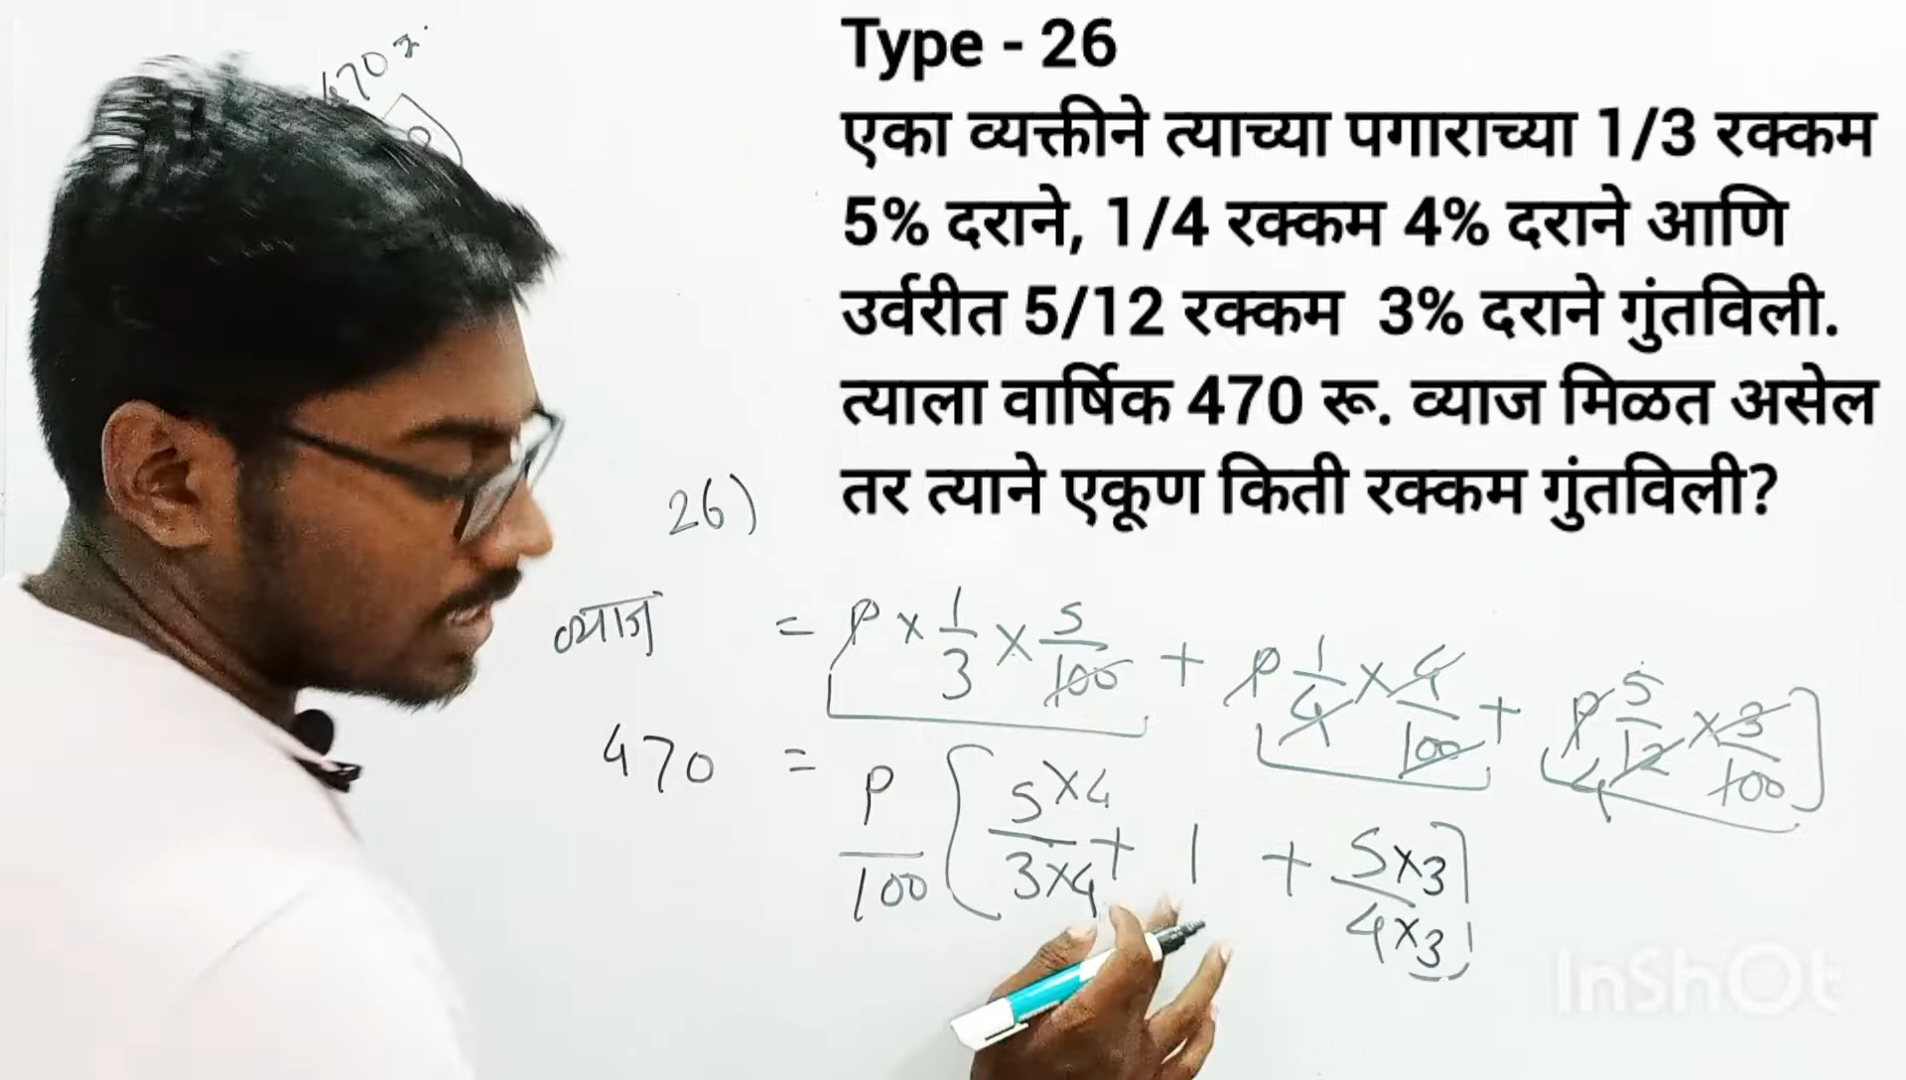 470 रु.
Type - 26
एका व्यक्तीने त्याच्या पगाराच्या 1/3 रक्कम
5% दराने, 1/4 रक्कम 4% दराने आणि
उर्वरीत 5/12 रक्कम 3% दराने गुंतविली.
त्याला वार्षिक 470 रू. व्याज मिळत असेल
तर त्याने एकूण किती रक्कम गुंतविली?
26)
व्याज = P × 1/3 × 5/100 + P 1/4 × 4/100 + P 5/12 × 3/100
4
470 = P/100 [ 5×4/3×4 + 1 + 5×3/4×3 ]
InShOt